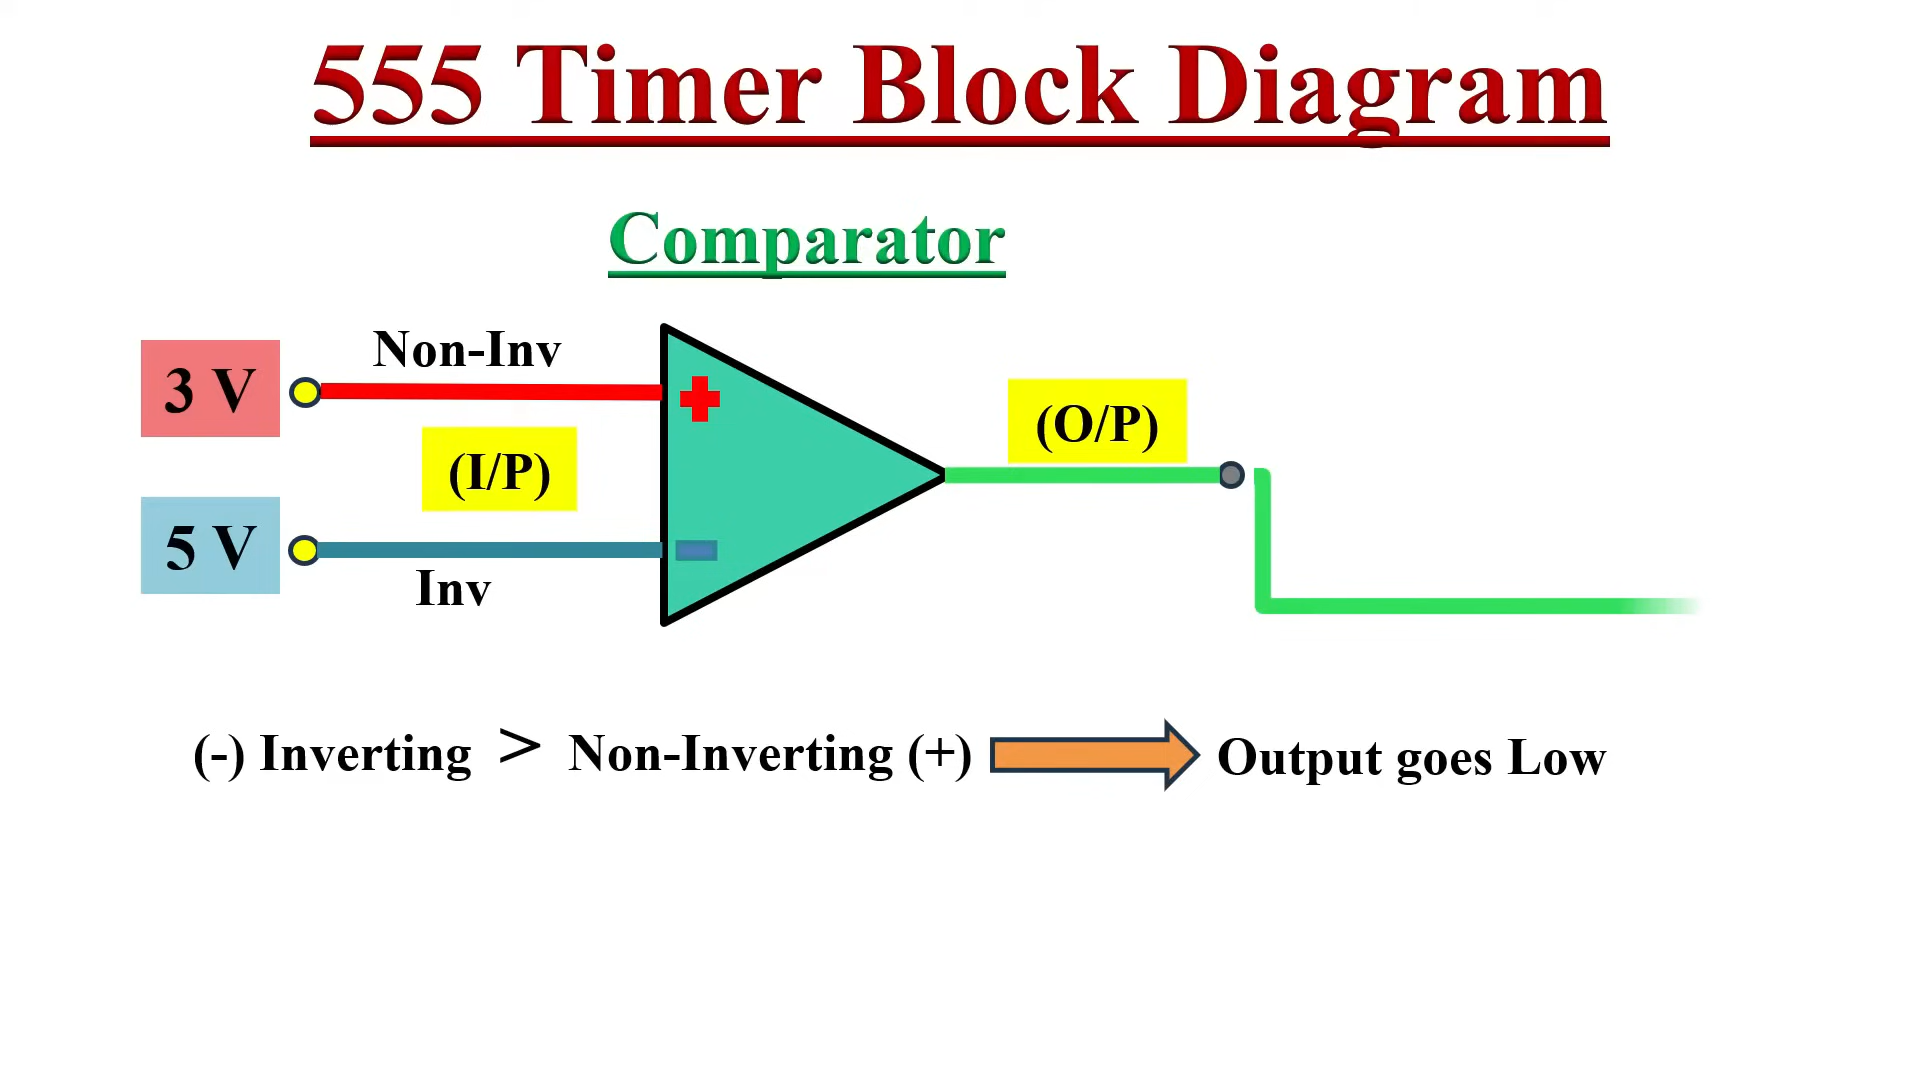 555 Timer Block Diagram
Comparator
Non-Inv
3 V
+
(O/P)
(I/P)
5 V
-
Inv
(-) Inverting > Non-Inverting (+) Output goes Low